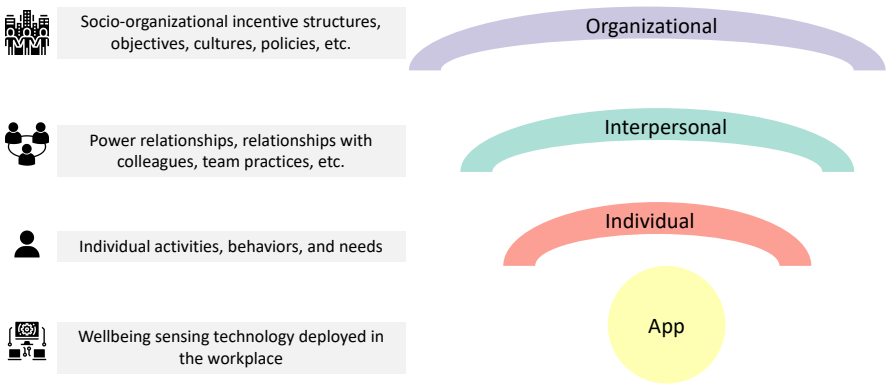 Socio-organizational incentive structures,
objectives, cultures, policies, etc.
Organizational
Power relationships, relationships with
colleagues, team practices, etc.
Interpersonal
Individual activities, behaviors, and needs
Individual
Wellbeing sensing technology deployed in
the workplace
App